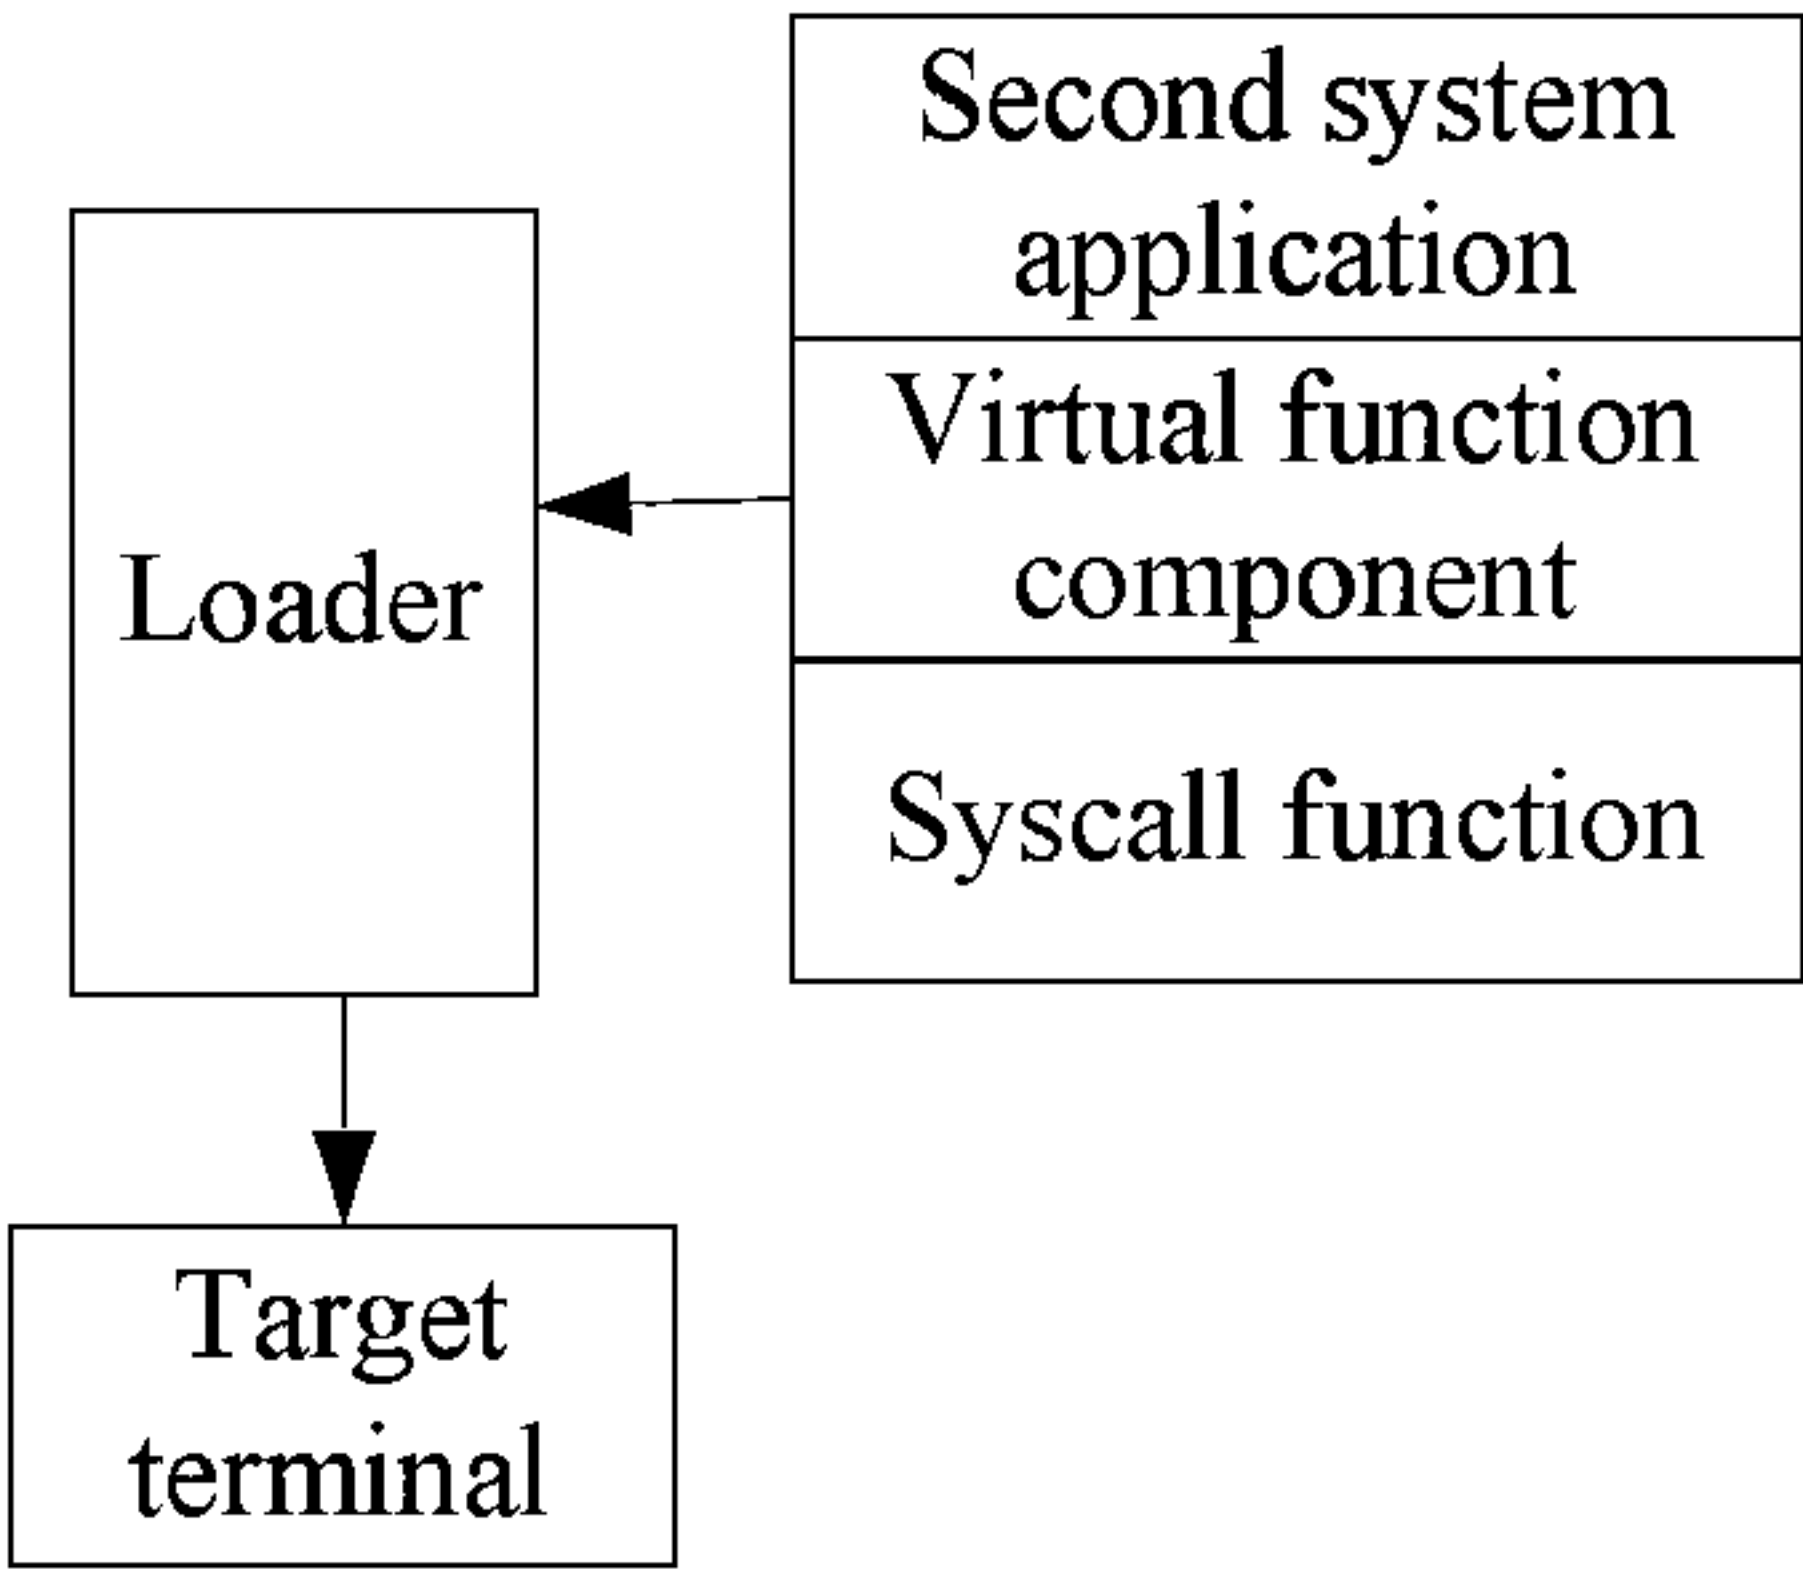 Second system
application
Virtual function
component
Loader
Syscall function
Target
terminal